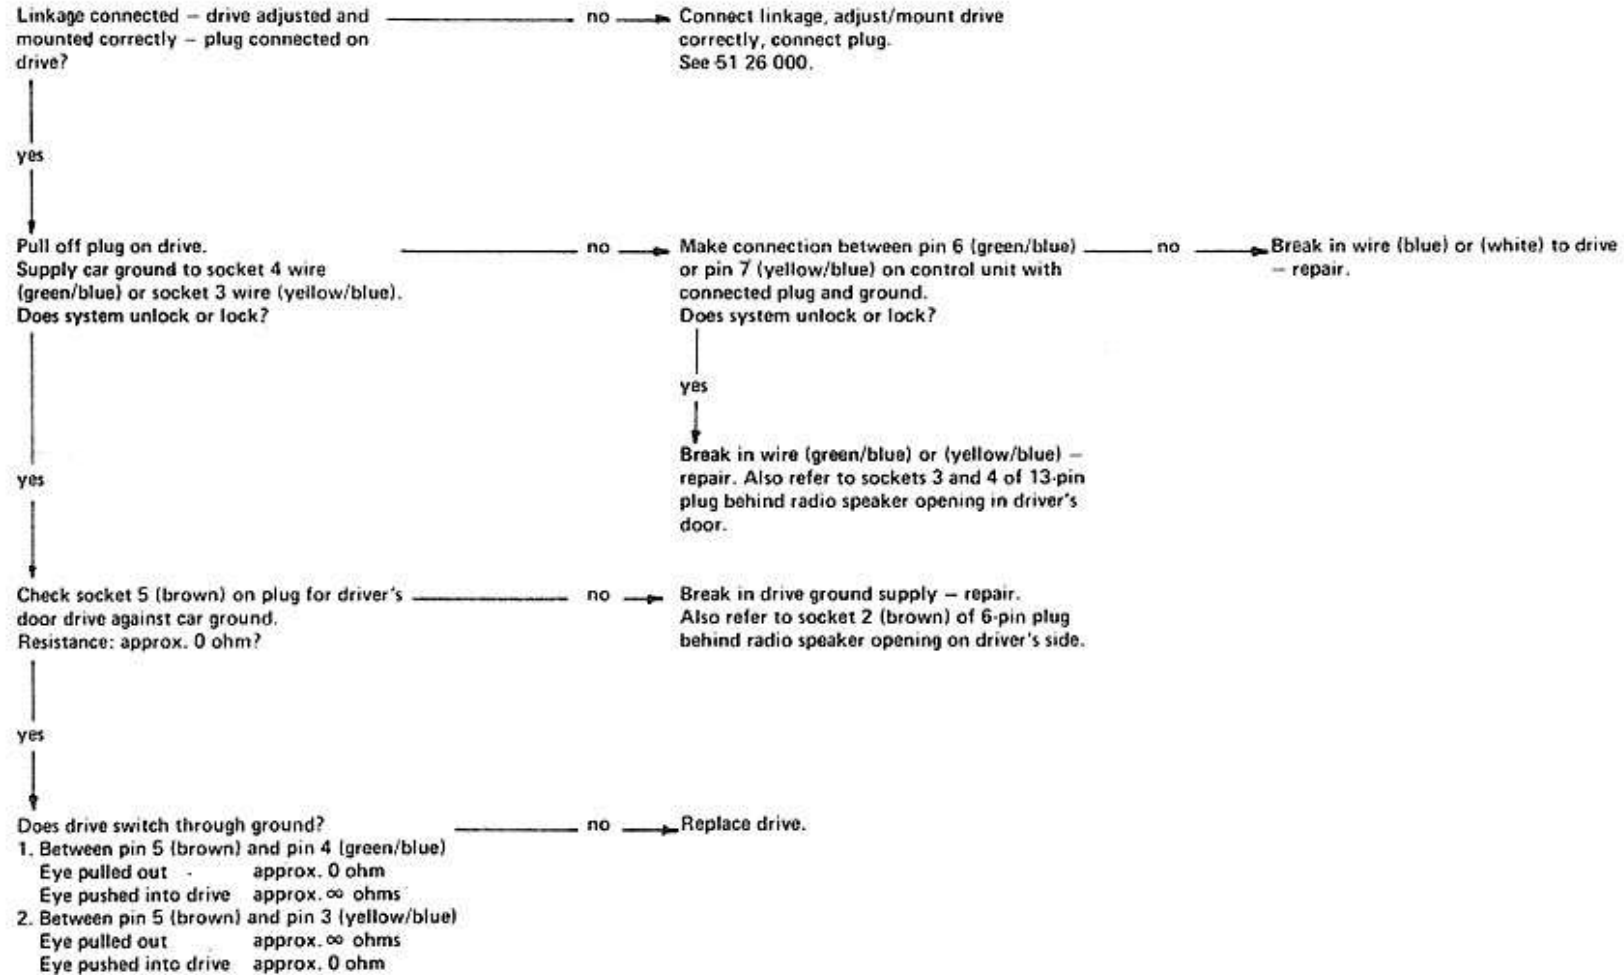 Linkage connected – drive adjusted and
mounted correctly – plug connected on
drive?
no
Connect linkage, adjust/mount drive
correctly, connect plug.
See 51 26 000.
yes
Pull off plug on drive.
Supply car ground to socket 4 wire
(green/blue) or socket 3 wire (yellow/blue).
Does system unlock or lock?
no
Make connection between pin 6 (green/blue)
or pin 7 (yellow/blue) on control unit with
connected plug and ground.
Does system unlock or lock?
no
Break in wire (blue) or (white) to drive
– repair.
yes
Break in wire (green/blue) or (yellow/blue) –
repair. Also refer to sockets 3 and 4 of 13-pin
plug behind radio speaker opening in driver's
door.
yes
Check socket 5 (brown) on plug for driver's
door drive against car ground.
Resistance: approx. 0 ohm?
no
Break in drive ground supply – repair.
Also refer to socket 2 (brown) of 6-pin plug
behind radio speaker opening on driver's side.
yes
Does drive switch through ground?
no
Replace drive.
1. Between pin 5 (brown) and pin 4 (green/blue)
Eye pulled out approx. 0 ohm
Eye pushed into drive approx. ∞ ohms
2. Between pin 5 (brown) and pin 3 (yellow/blue)
Eye pulled out approx. ∞ ohms
Eye pushed into drive approx. 0 ohm